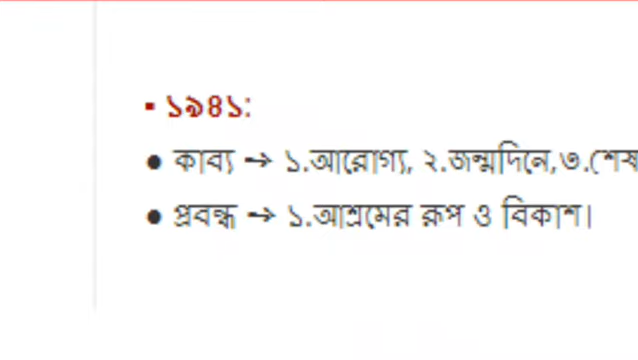 ▪ ১৯৪১:
● কাব্য → ১.আরোগ্য, ২.জন্মদিনে,৩.শেষ
● প্রবন্ধ → ১.আশ্রমের রূপ ও বিকাশ।